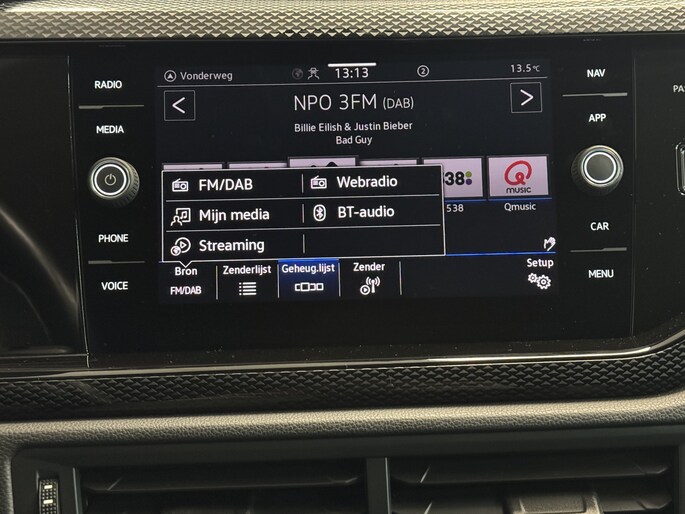 RADIO
MEDIA
PHONE
VOICE
Vonderweg
13:13
2
13.5°C
NPO 3FM (DAB)
Billie Eilish & Justin Bieber
Bad Guy
FM/DAB
Webradio
Mijn media
BT-audio
Streaming
38
538
Q
MUSIC
Qmusic
Bron
FM/DAB
Zenderlijst
Geheug.lijst
Zender
Setup
NAV
APP
CAR
MENU